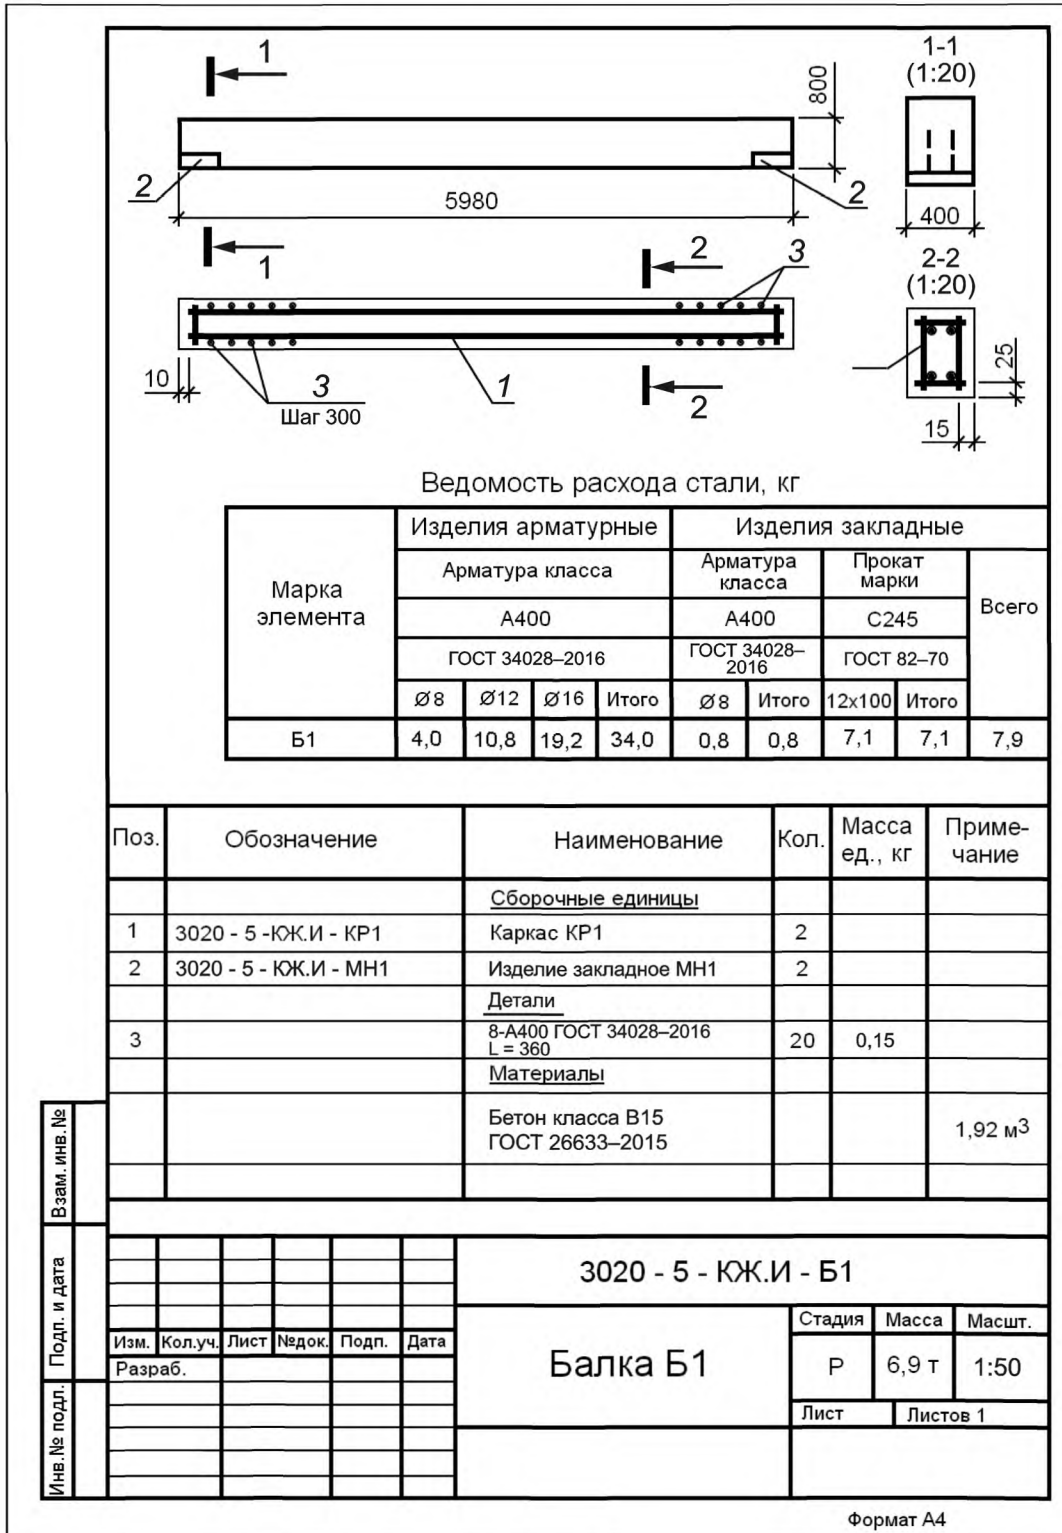 1
1-1
(1:20)
800
2
2
5980
400
1
2
3
2-2
(1:20)
10
3
Шаг 300
1
2
25
15
Ведомость расхода стали, кг
Марка элемента
Изделия арматурные
Изделия закладные
Арматура класса
Арматура класса
Прокат марки
Всего
А400
А400
С245
ГОСТ 34028–2016
ГОСТ 34028–2016
ГОСТ 82–70
Ø8 Ø12 Ø16 Итого Ø8 Итого 12х100 Итого
Б1 4,0 10,8 19,2 34,0 0,8 0,8 7,1 7,1 7,9
Поз. Обозначение Наименование Кол. Масса ед., кг Приме-чание
Сборочные единицы
1 3020 - 5 -КЖ.И - КР1 Каркас КР1 2
2 3020 - 5 - КЖ.И - МН1 Изделие закладное МН1 2
Детали
3 8-А400 ГОСТ 34028–2016 L = 360 20 0,15
Материалы
Бетон класса В15
ГОСТ 26633–2015 1,92 м3
Взам. инв. №
Подп. и дата
Инв.№ подл.
3020 - 5 - КЖ.И - Б1
Изм. Кол.уч. Лист №док. Подп. Дата
Разраб.
Балка Б1
Стадия Масса Масшт.
Р 6,9 т 1:50
Лист Листов 1
Формат А4